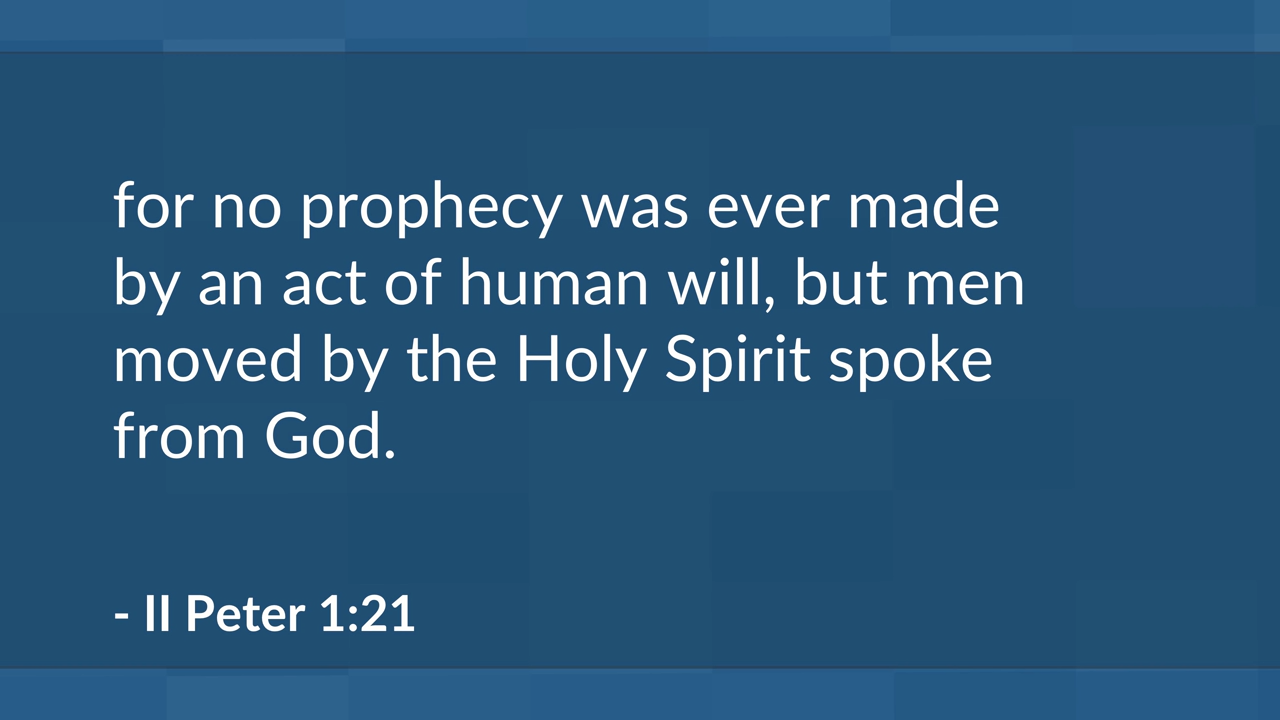 for no prophecy was ever made
by an act of human will, but men
moved by the Holy Spirit spoke
from God.
- II Peter 1:21